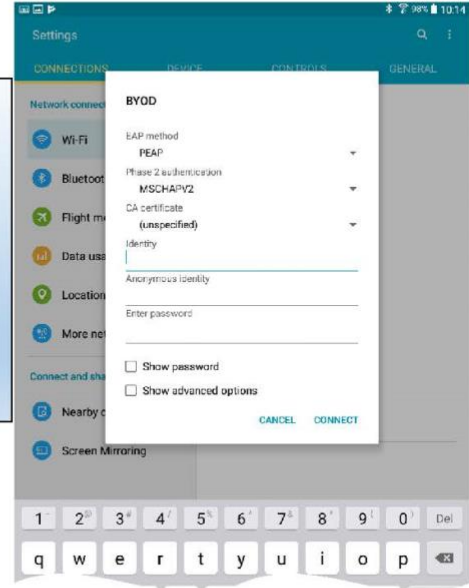 98% 10:14
Settings
CONNECTIONS DEVICE CONTROLS GENERAL
Network connect
BYOD
EAP method
PEAP
Wi-Fi
Phase 2 authentication
MSCHAPV2
Bluetoot
CA certificate
(unspecified)
Flight m
Identity
Data usa
Anonymous identity
Location
Enter password
More net
Show password
Connect and sha
Show advanced options
Nearby d
CANCEL CONNECT
Screen Mirroring
1 2 3 4 5 6 7 8 9 0 Del
q w e r t y u i o p